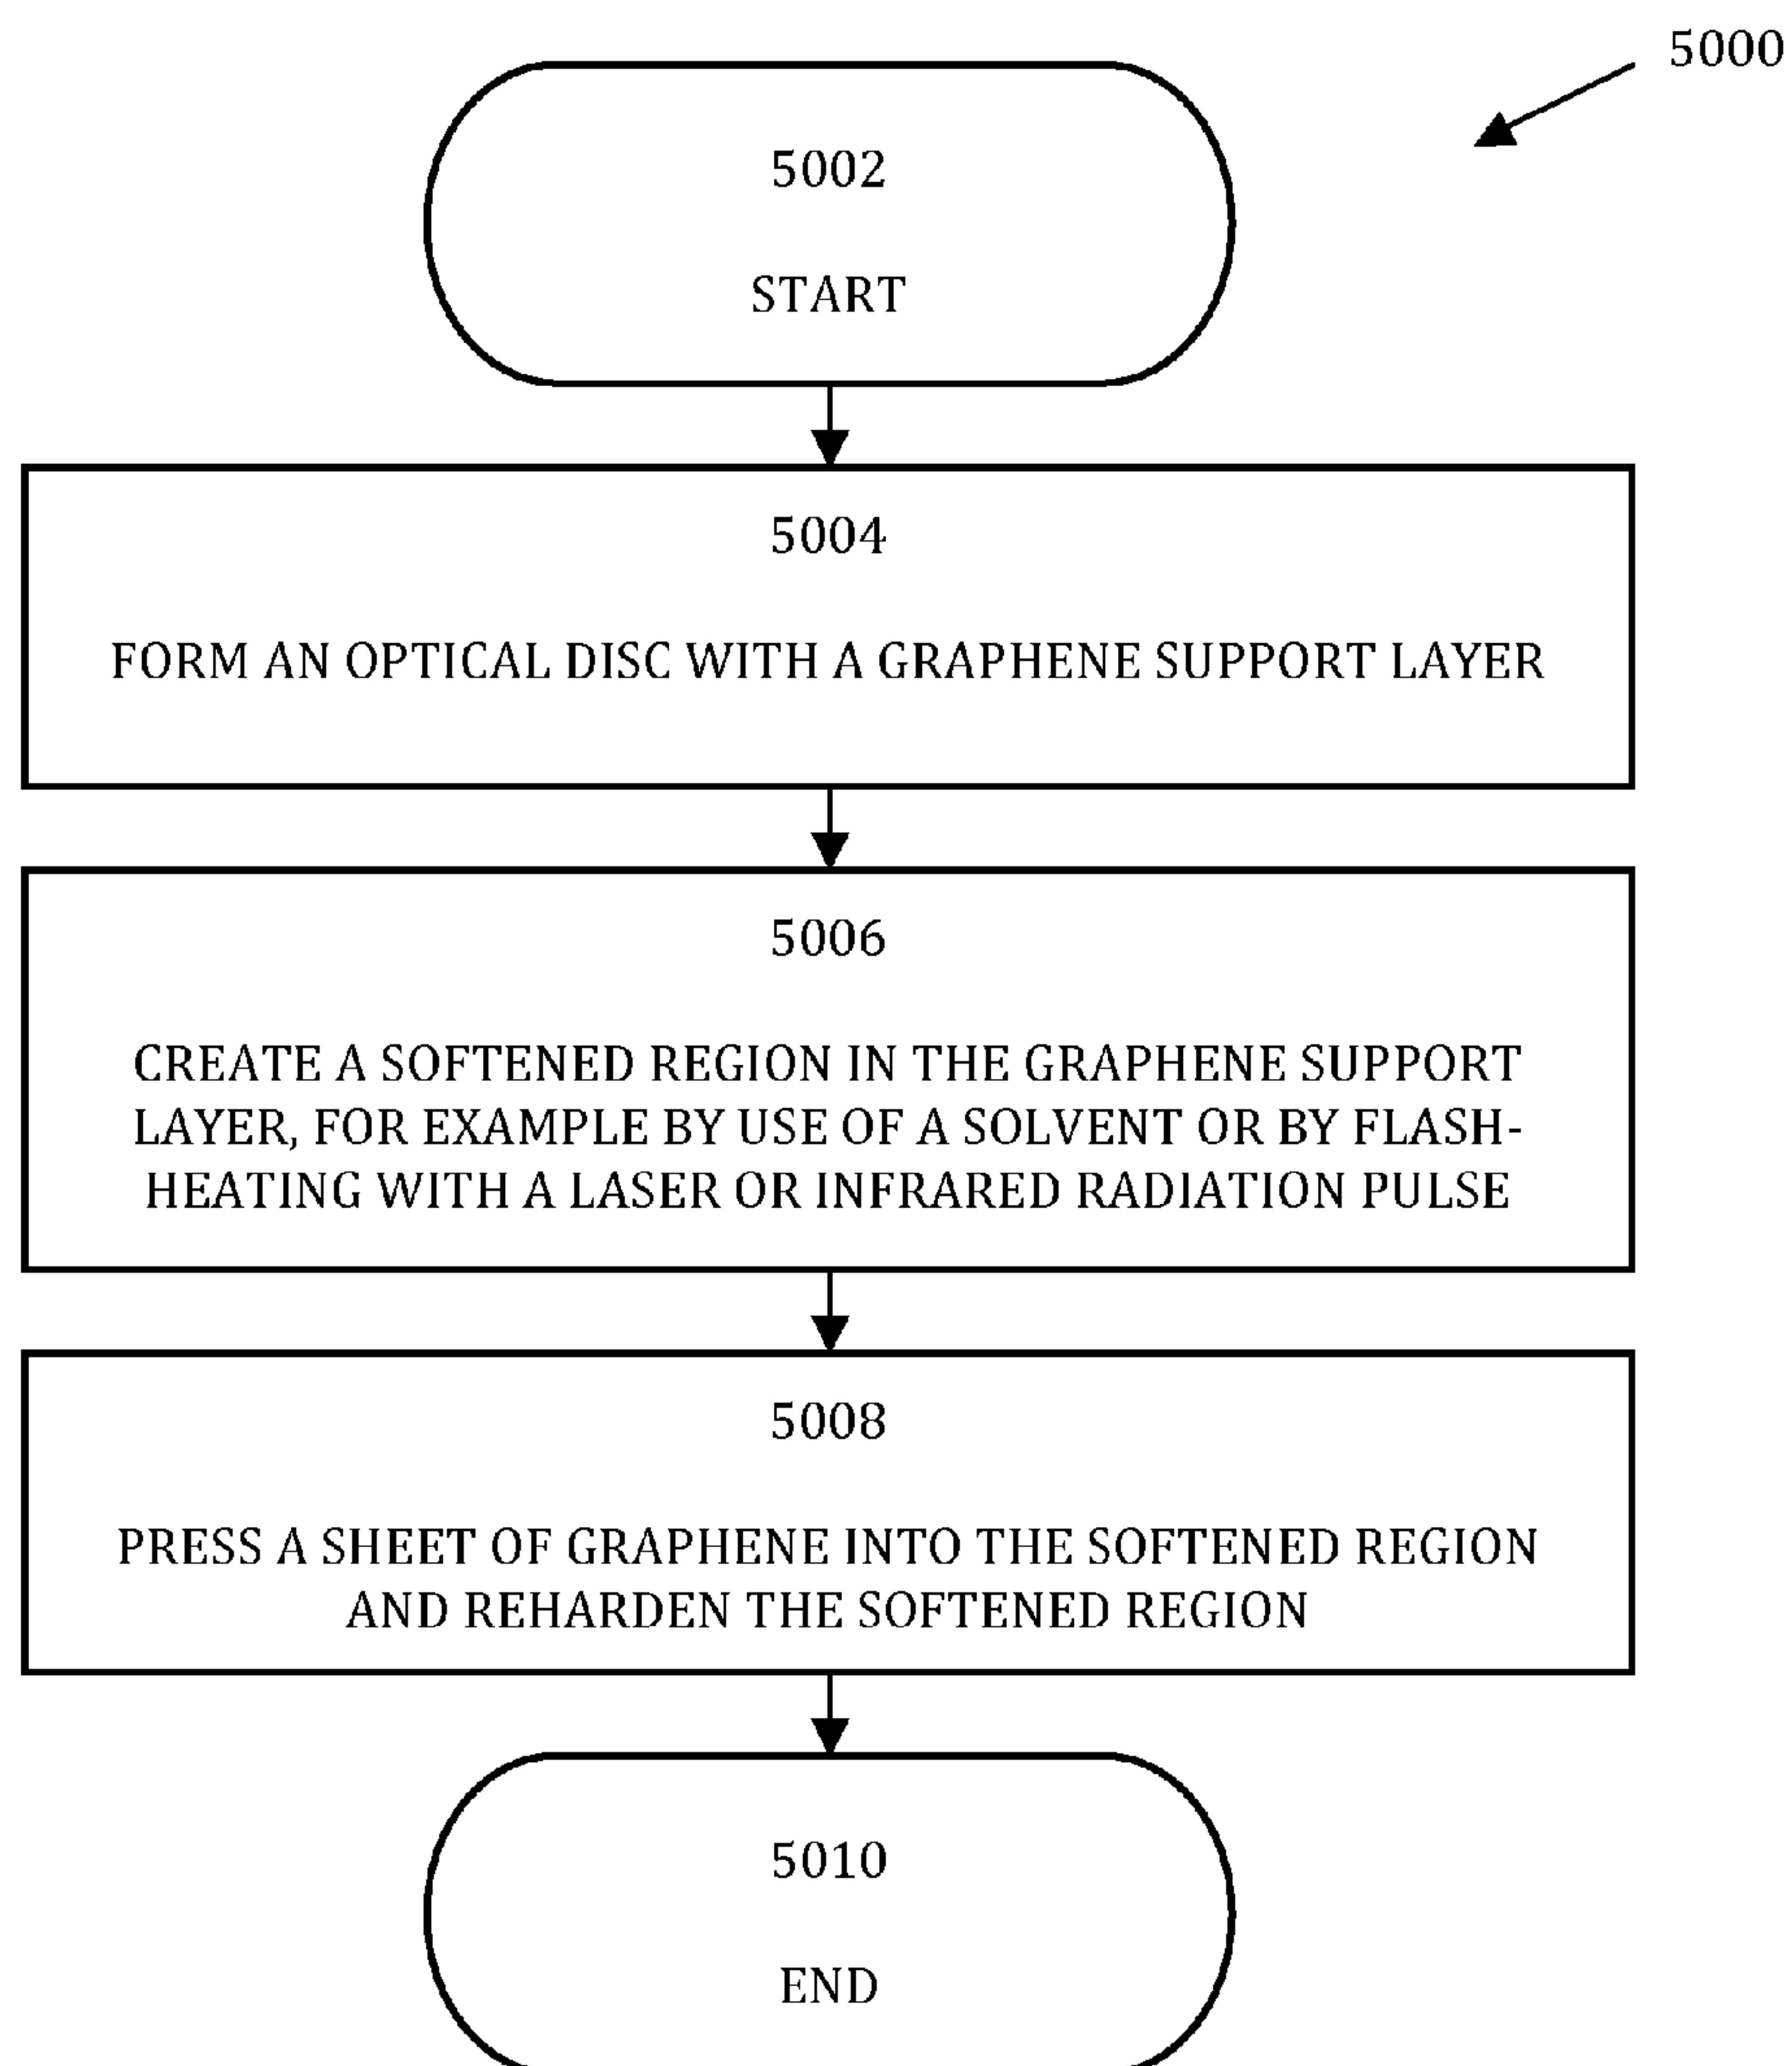 5000
5002
START
5004
FORM AN OPTICAL DISC WITH A GRAPHENE SUPPORT LAYER
5006
CREATE A SOFTENED REGION IN THE GRAPHENE SUPPORT
LAYER, FOR EXAMPLE BY USE OF A SOLVENT OR BY FLASH-
HEATING WITH A LASER OR INFRARED RADIATION PULSE
5008
PRESS A SHEET OF GRAPHENE INTO THE SOFTENED REGION
AND REHARDEN THE SOFTENED REGION
5010
END